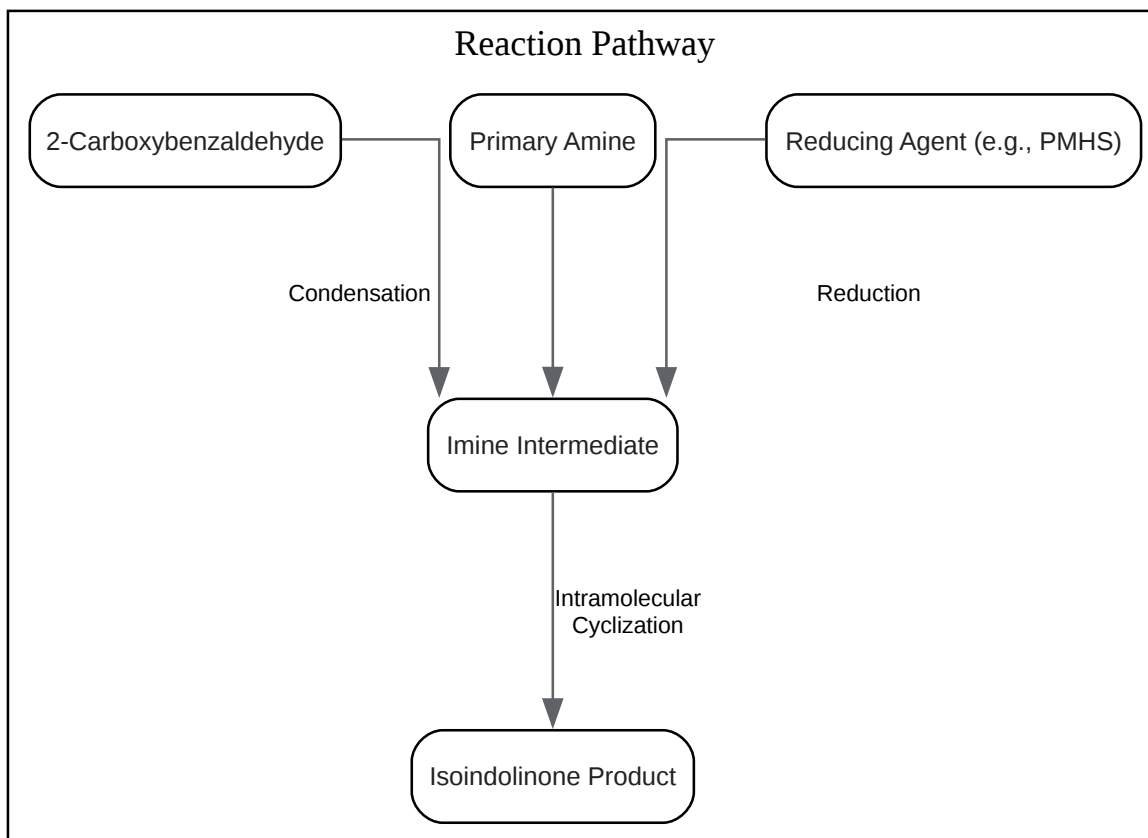 Reaction Pathway
2-Carboxybenzaldehyde
Primary Amine
Reducing Agent (e.g., PMHS)
Condensation
Reduction
Imine Intermediate
Intramolecular
Cyclization
Isoindolinone Product